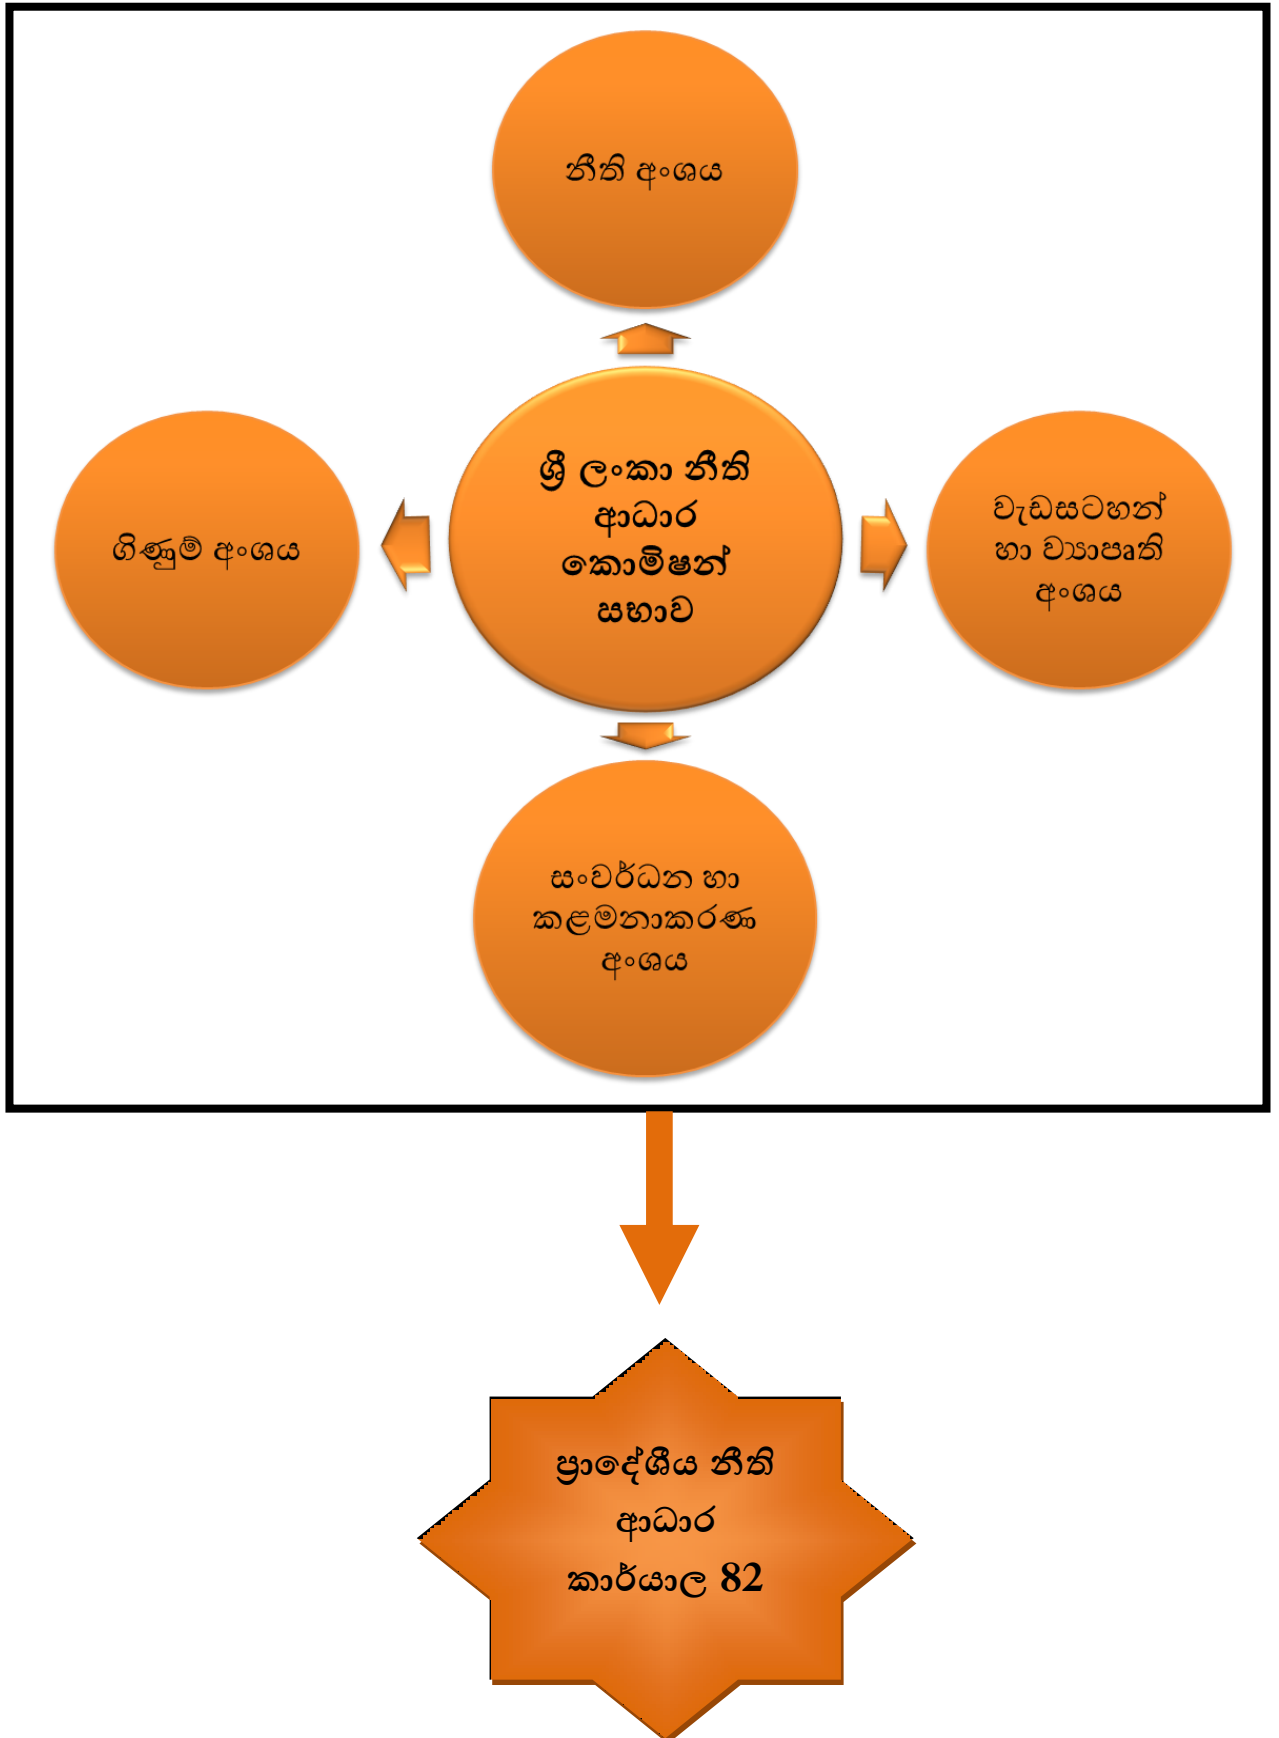 නීති අංශය
ශ්‍රී ලංකා නීති
ආධාර
කොමිෂන්
සභාව
ගිණුම් අංශය
වැඩසටහන්
හා ව්‍යාපෘති
අංශය
සංවර්ධන හා
කළමනාකරණ
අංශය
ප්‍රාදේශීය නීති
ආධාර
කාර්යාල 82